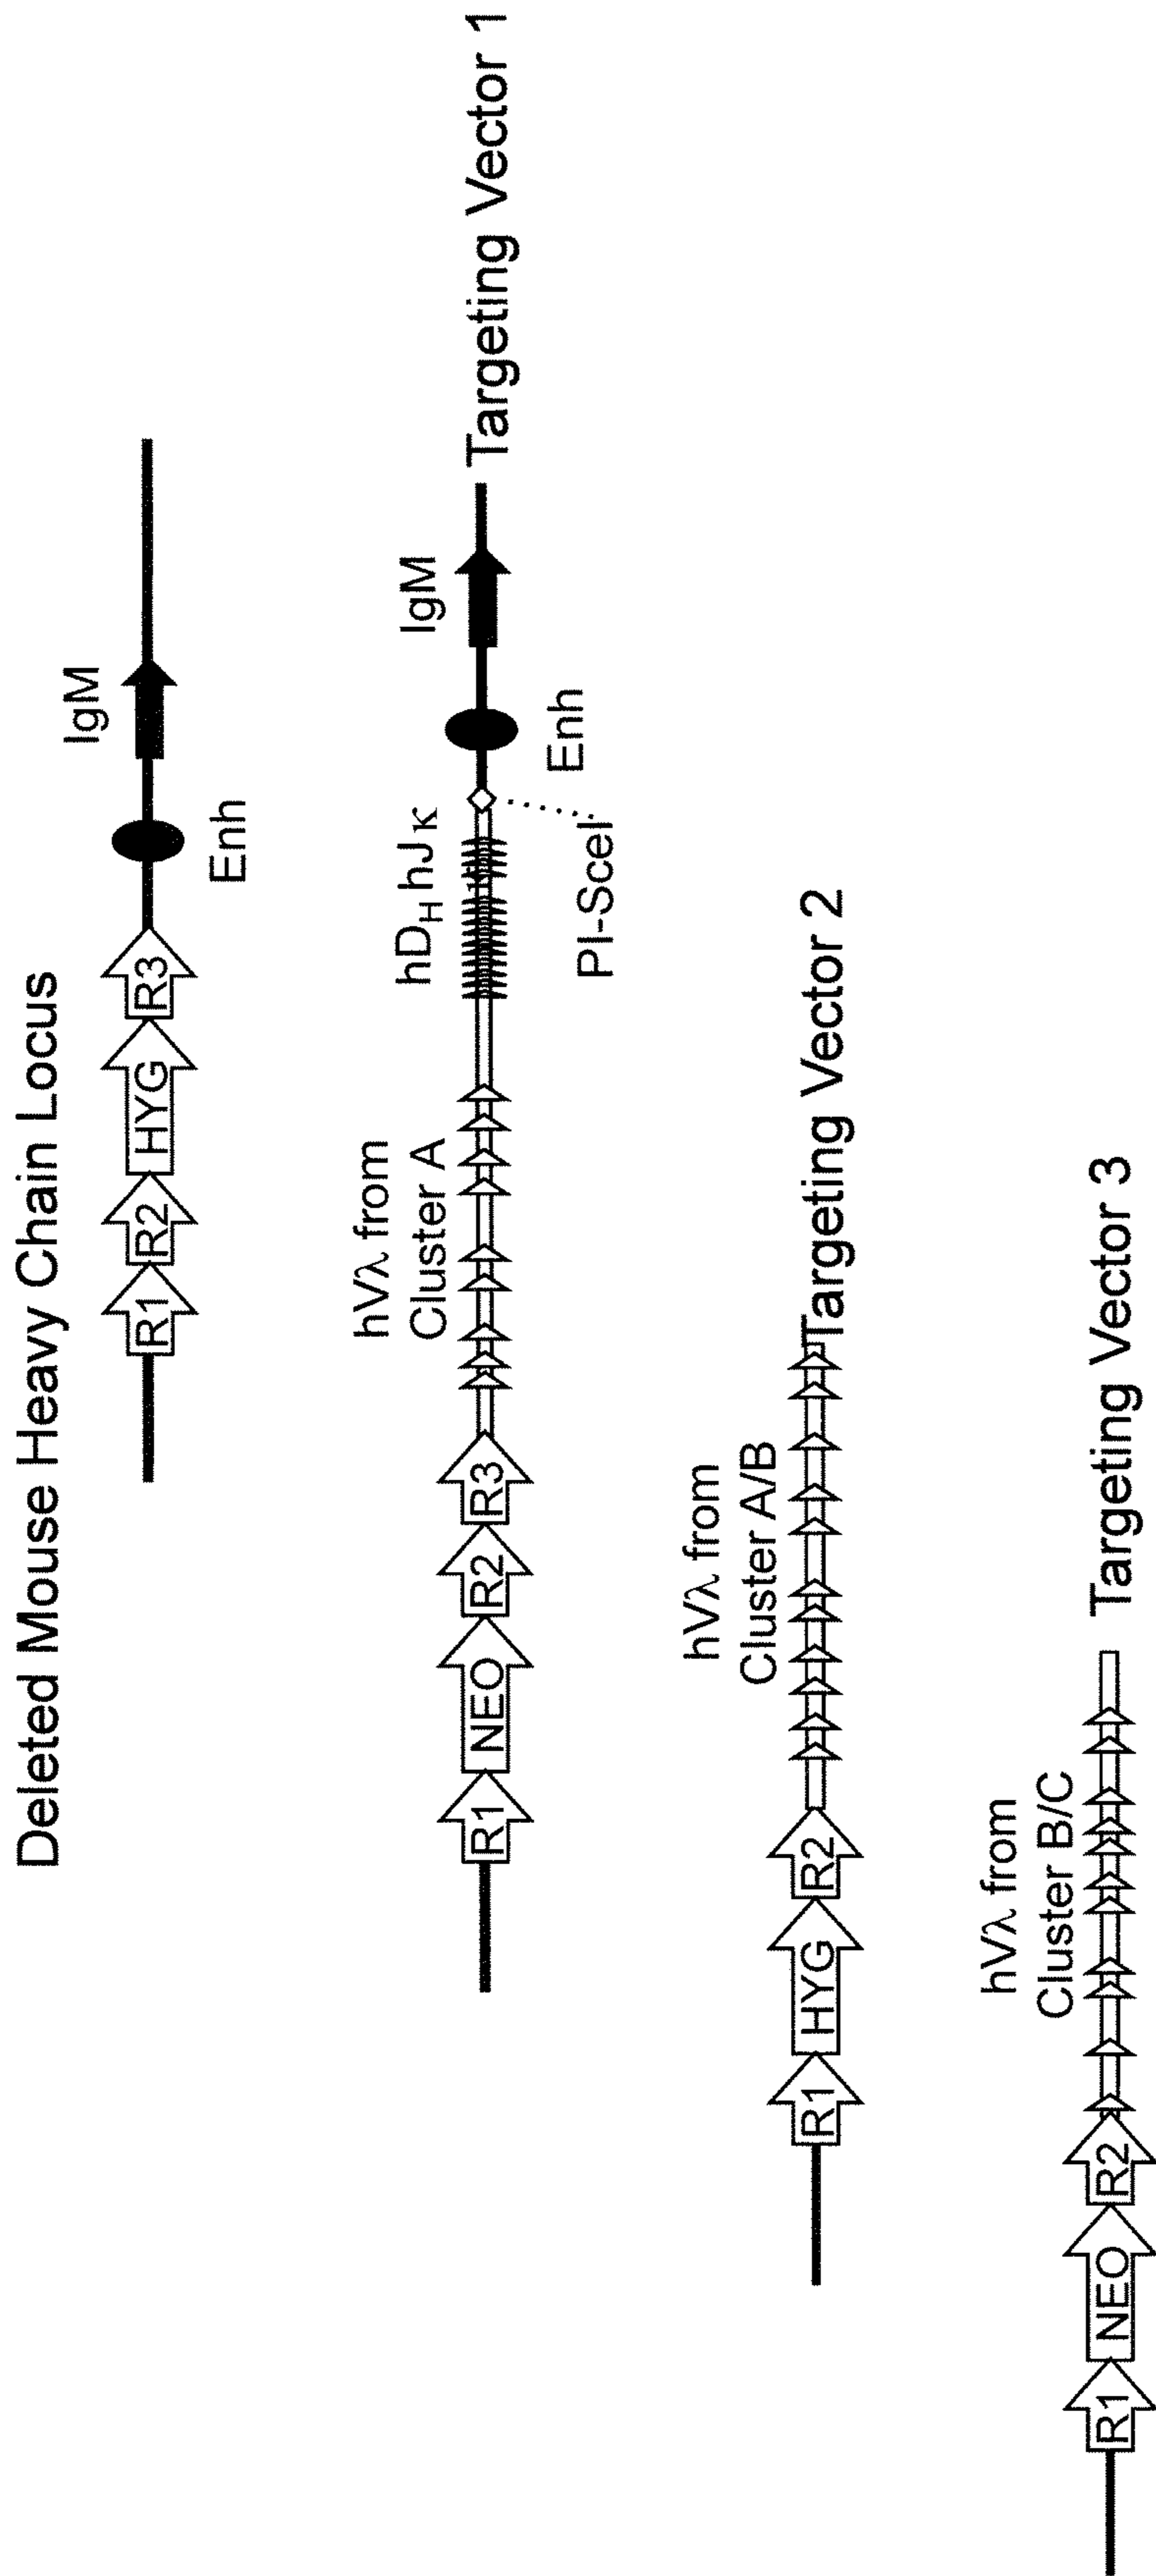 Deleted Mouse Heavy Chain Locus
R1
R2
HYG
R3
Enh
IgM
hVλ from
Cluster A
hD_H hJκ
IgM
R1
NEO
R2
R3
Enh
PI-SceI
Targeting Vector 1
hVλ from
Cluster A/B
R1
HYG
R2
Targeting Vector 2
hVλ from
Cluster B/C
R1
NEO
R2
Targeting Vector 3